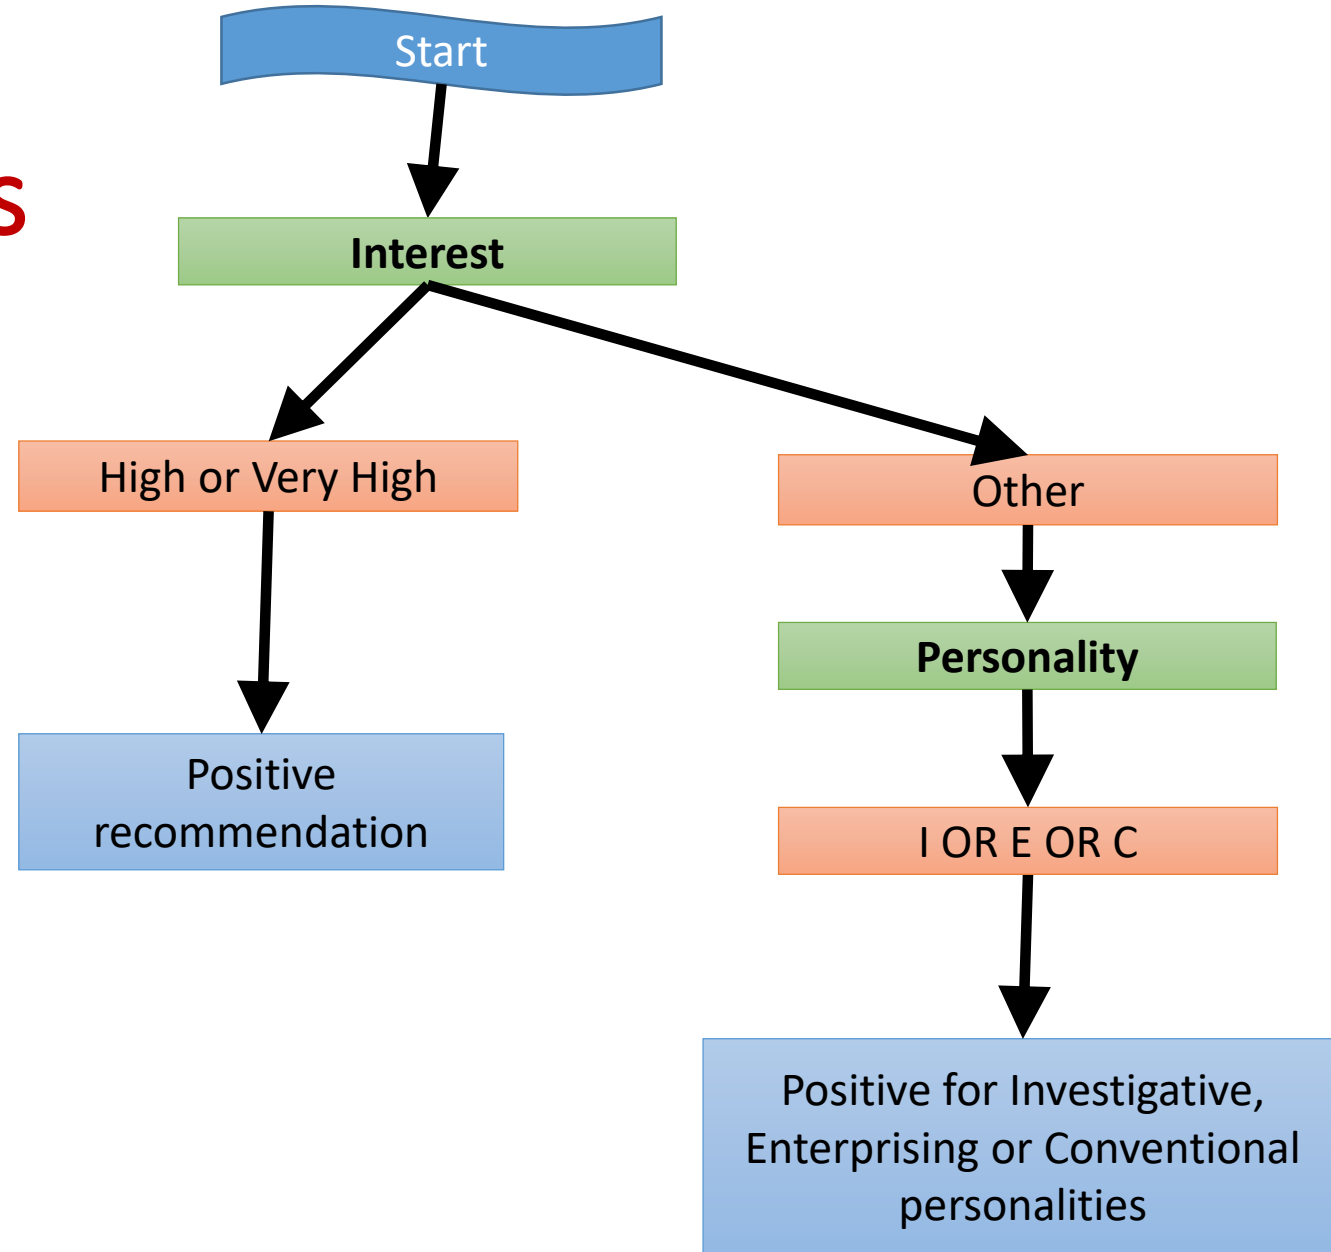 Start
s
Interest
High or Very High
Other
Personality
Positive
recommendation
I OR E OR C
Positive for Investigative,
Enterprising or Conventional
personalities